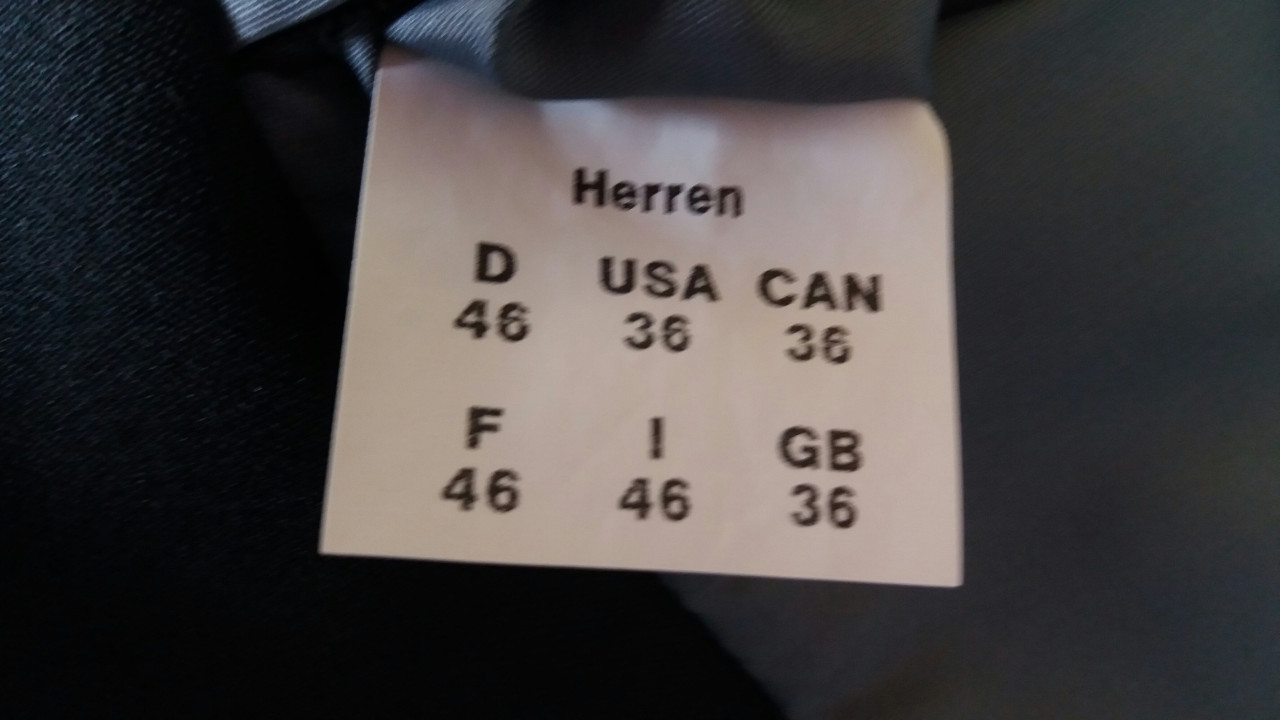 Herren
D USA CAN
46 36 36
F I GB
46 46 36